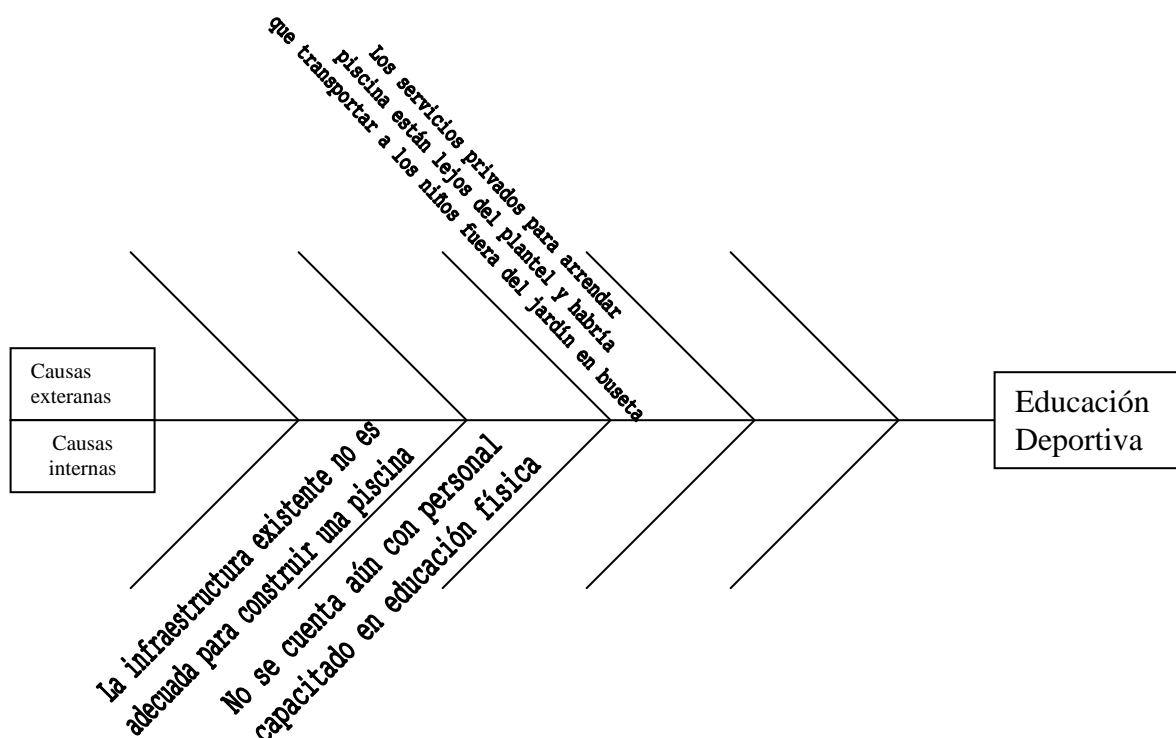 Los servicios privados para arrendar
piscina están lejos del plantel y habría
que transportar a los niños fuera del jardín en buseta
Causas
exteranas
Causas
internas
Educación
Deportiva
La infraestructura existente no es
adecuada para construir una piscina
No se cuenta aún con personal
capacitado en educación física